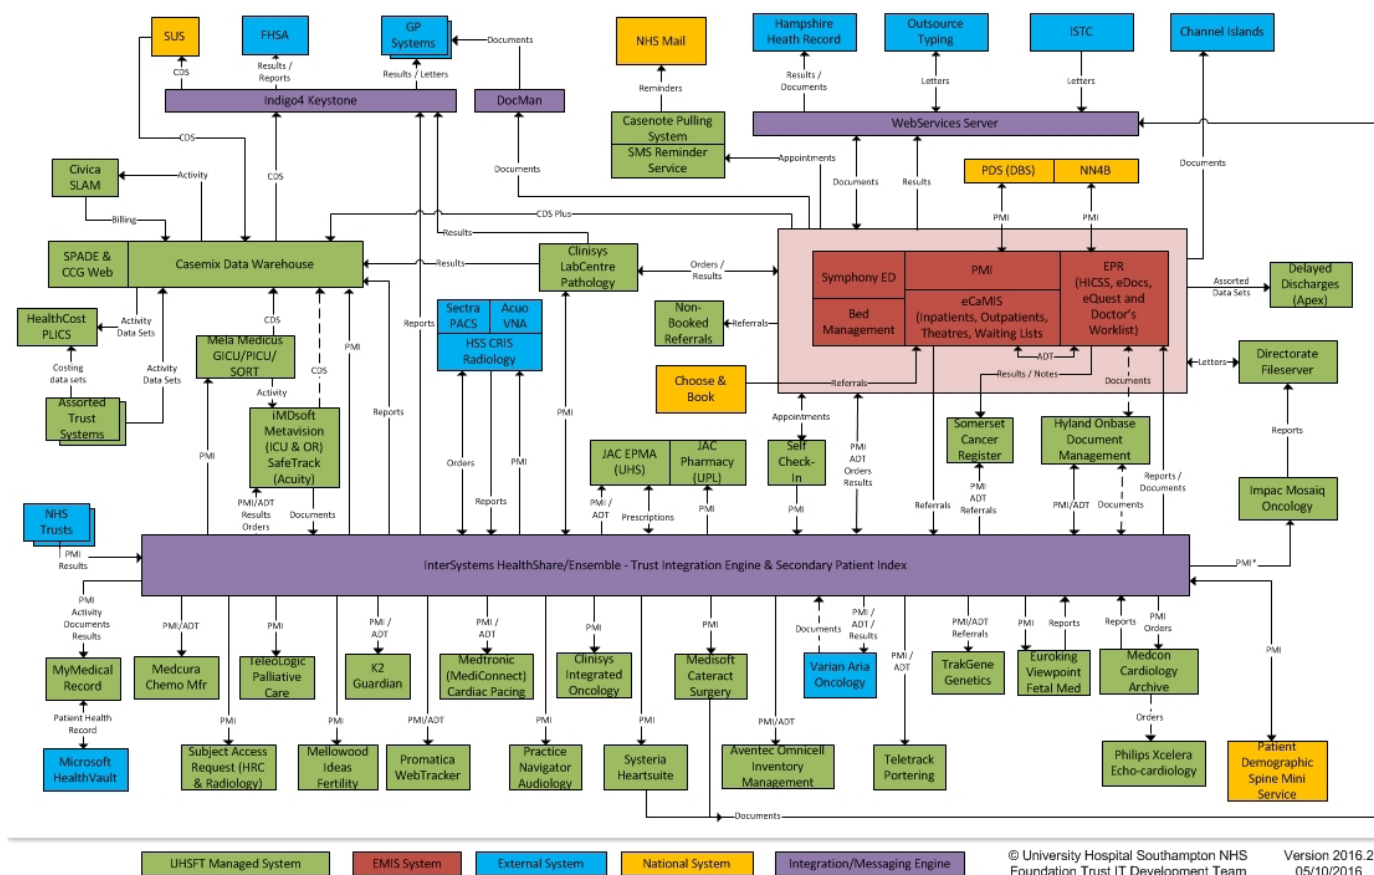 SUS
FHSA
GP
Systems
Documents
NHS Mail
Hampshire
Heath Record
Outsource
Typing
ISTC
Channel Islands
CDS
Results /
Reports
Results / Letters
Reminders
Results /
Documents
Letters
Letters
Indigo4 Keystone
DocMan
Casenote Pulling
System
SMS Reminder
Service
WebServices Server
CDS
Civica
SLAM
Activity
CDS
Documents
Appointments
Documents
Results
PDS (DBS)
NN4B
Documents
Billing
CDS Plus
PMI
PMI
Results
SPADE &
CCG Web
Casemix Data Warehouse
Results
Clinisys
LabCentre
Pathology
Orders /
Results
Symphony ED
PMI
EPR
(HICSS, eDocs,
eQuest and
Doctor's
Worklist)
Bed
Management
eCaMIS
(Inpatients, Outpatients,
Theatres, Waiting Lists)
ADT
Assorted
Data Sets
Delayed
Discharges
(Apex)
HealthCost
PLICS
Activity
Data Sets
CDS
Mela Medicus
GICU/PICU/
SORT
PMI
Reports
Sectra
PACS
Acuo
VNA
HSS CRIS
Radiology
Non-
Booked
Referrals
Referrals
Costing
data sets
Activity
Data Sets
CDS
Activity
Choose &
Book
Referrals
Results / Notes
Documents
Letters
Directorate
Fileserver
Assorted
Trust
Systems
iMDsoft
Metavision
(ICU & OR)
SafeTrack
(Acuity)
Reports
PMI
Appointments
Somerset
Cancer
Register
Hyland Onbase
Document
Management
Reports
PMI
Orders
PMI
JAC EPMA
(UHS)
JAC
Pharmacy
(UPL)
Self
Check-
In
PMI
ADT
Orders
Results
Reports /
Documents
Impac Mosaiq
Oncology
NHS
Trusts
PMI/ADT
Results
Orders
Documents
Reports
PMI /
ADT
Prescriptions
PMI
PMI
Referrals
PMI
ADT
Referrals
PMI/ADT
Documents
PMI
Results
InterSystems HealthShare/Ensemble - Trust Integration Engine & Secondary Patient Index
PMI*
PMI
Activity
Documents
Results
PMI/ADT
PMI
PMI /
ADT
PMI /
ADT
PMI
PMI
Documents
PMI /
ADT /
Results
PMI /
ADT
PMI/ADT
Referrals
PMI
Reports
Reports
PMI
Orders
PMI
MyMedical
Record
Medcura
Chemo Mfr
TeleoLogic
Palliative
Care
K2
Guardian
Medtronic
(MediConnect)
Cardiac Pacing
Clinisys
Integrated
Oncology
Medisoft
Cateract
Surgery
Varian Aria
Oncology
TrakGene
Genetics
Euroking
Viewpoint
Fetal Med
Medcon
Cardiology
Archive
Patient Health
Record
PMI
PMI
PMI/ADT
PMI
PMI
PMI/ADT
Orders
Microsoft
HealthVault
Subject Access
Request (HRC
& Radiology)
Mellowood
Ideas
Fertility
Promatica
WebTracker
Practice
Navigator
Audiology
Systeria
Heartsuite
Aventec Omnicell
Inventory
Management
Teletrack
Portering
Philips Xcelera
Echo-cardiology
Patient
Demographic
Spine Mini
Service
Documents
UHSFT Managed System
EMIS System
External System
National System
Integration/Messaging Engine
© University Hospital Southampton NHS
Foundation Trust IT Development Team
Version 2016.2
05/10/2016